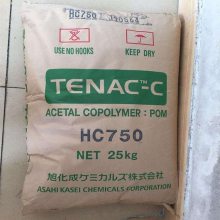 HC750
USE NO HOOKS
KEEP DRY
TENAC™-C
ACETAL COPOLYMER : POM
HC750
NET 25kg
旭化成ケミカルズ株式会社
ASAHI KASEI CHEMICALS CORPORATION